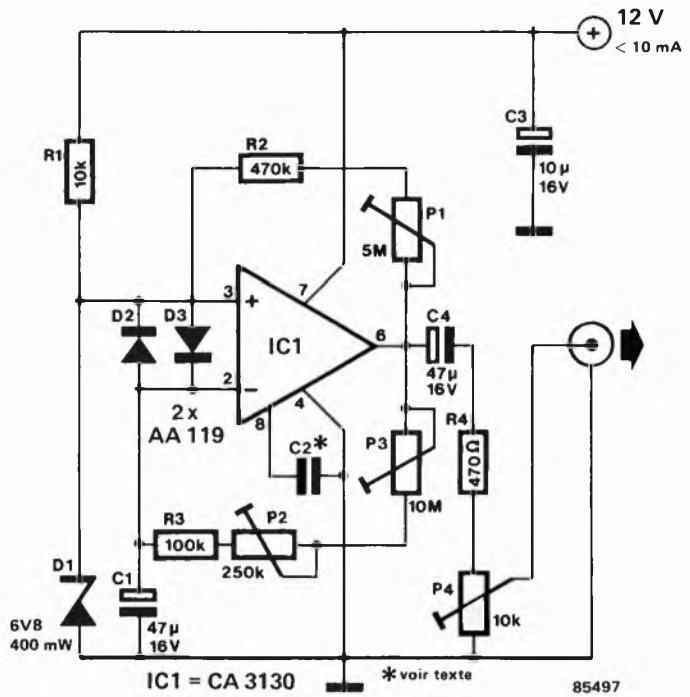 12 V
< 10 mA
C3
10 µ
16V
R1
10k
R2
470k
P1
5M
D2
D3
3
+
7
IC1
6
2
−
4
8
C4
47µ
16V
2 x
AA 119
C2*
P3
10M
R4
470Ω
R3
100k
P2
250k
P4
10k
D1
6V8
400 mW
C1
47µ
16V
IC1 = CA 3130
* voir texte
85497
+